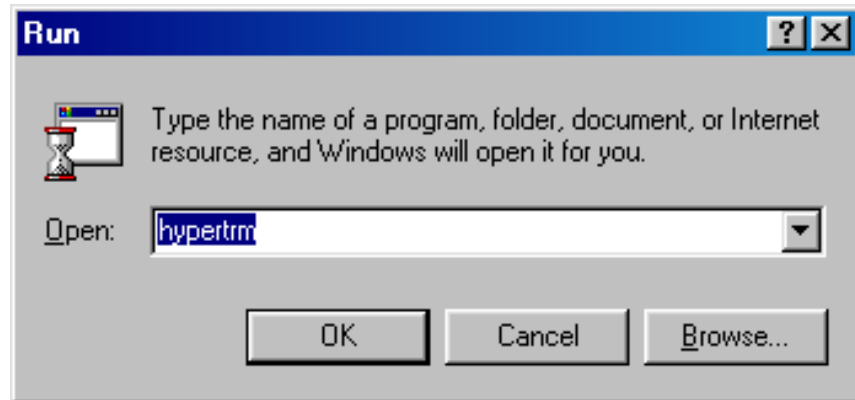 Run
Type the name of a program, folder, document, or Internet
resource, and Windows will open it for you.
Open: hypertrm
OK Cancel Browse...